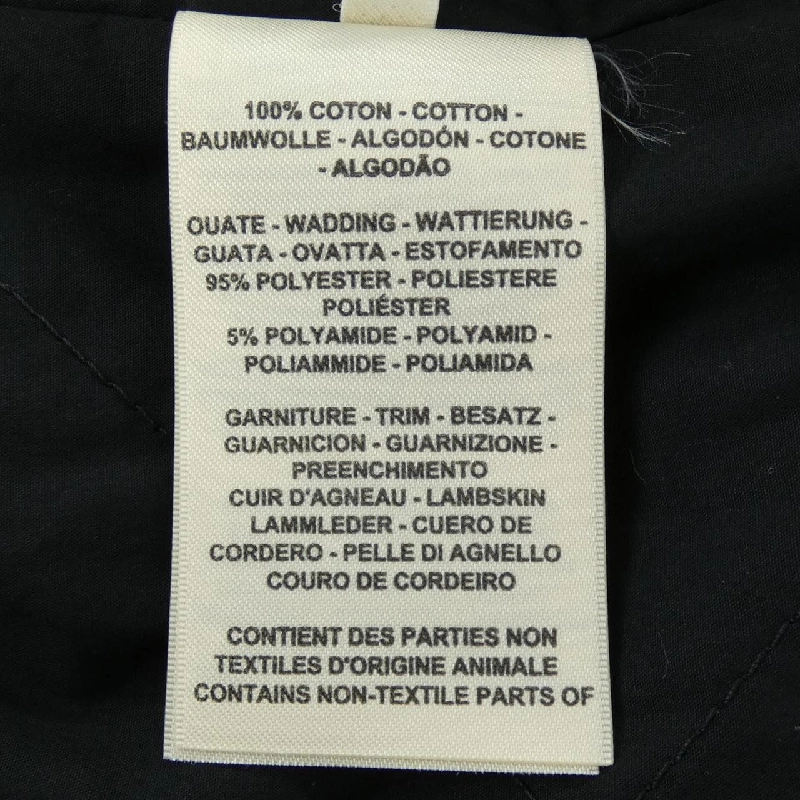 100% COTON - COTTON -
BAUMWOLLE - ALGODÓN - COTONE
- ALGODÃO
OUATE - WADDING - WATTIERUNG -
GUATA - OVATTA - ESTOFAMENTO
95% POLYESTER - POLIESTERE
POLIÉSTER
5% POLYAMIDE - POLYAMID -
POLIAMMIDE - POLIAMIDA
GARNITURE - TRIM - BESATZ -
GUARNICION - GUARNIZIONE -
PREENCHIMENTO
CUIR D'AGNEAU - LAMBSKIN
LAMMLEDER - CUERO DE
CORDERO - PELLE DI AGNELLO
COURO DE CORDEIRO
CONTIENT DES PARTIES NON
TEXTILES D'ORIGINE ANIMALE
CONTAINS NON-TEXTILE PARTS OF